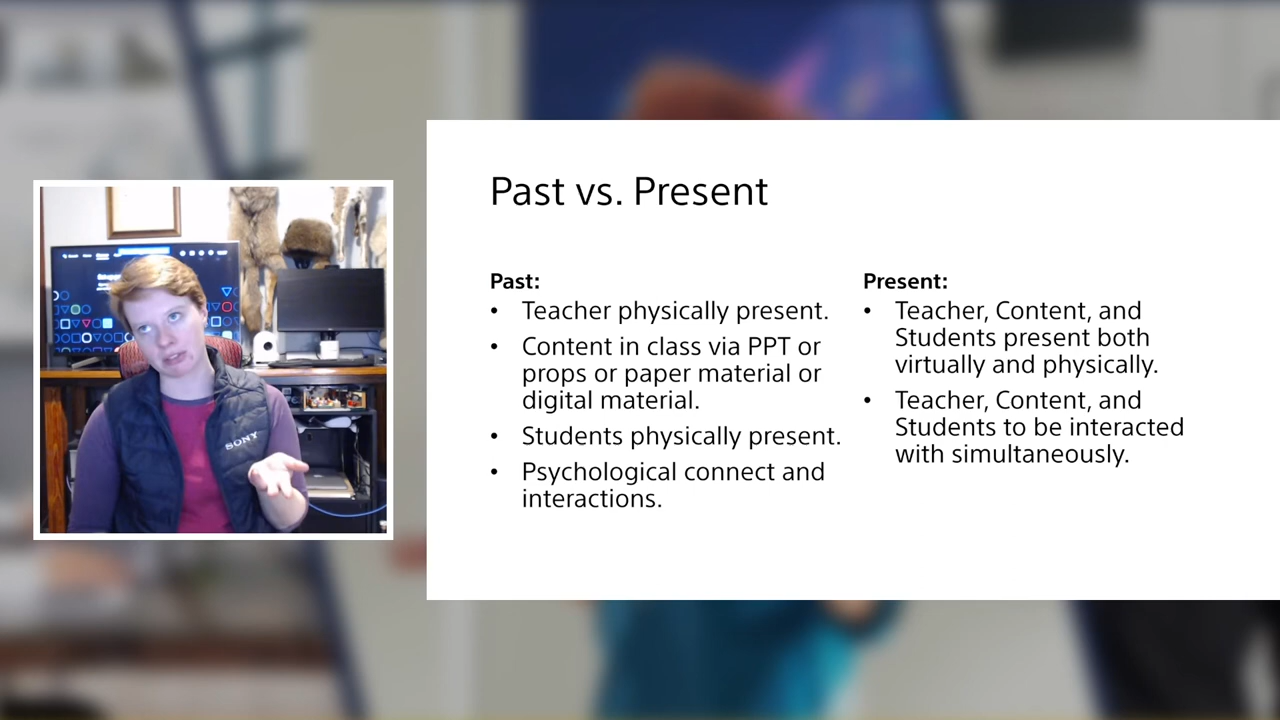 Past vs. Present
Past:
• Teacher physically present.
• Content in class via PPT or
props or paper material or
digital material.
• Students physically present.
• Psychological connect and
interactions.
Present:
• Teacher, Content, and
Students present both
virtually and physically.
• Teacher, Content, and
Students to be interacted
with simultaneously.
SONY